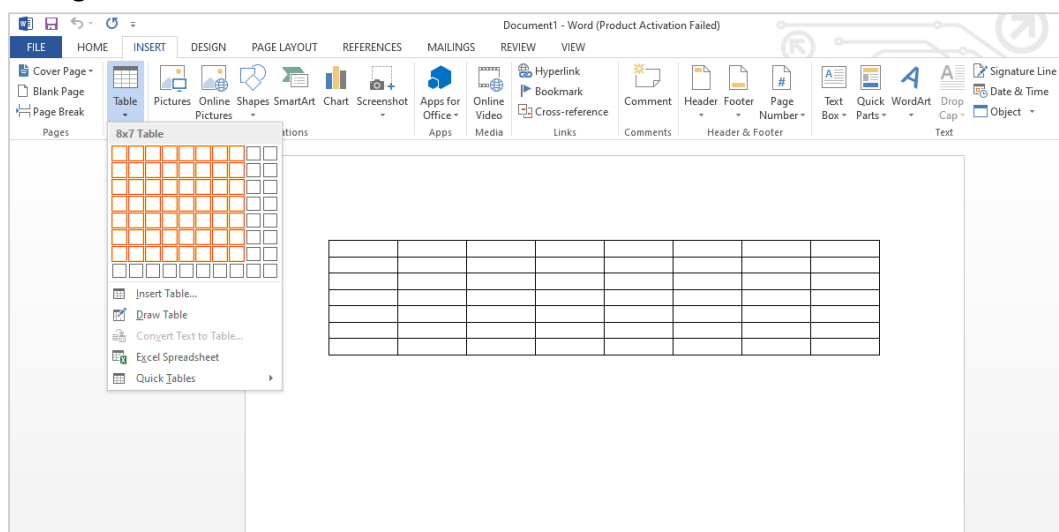 Document1 - Word (Product Activation Failed)
FILE HOME INSERT DESIGN PAGE LAYOUT REFERENCES MAILINGS REVIEW VIEW
Cover Page
Blank Page
Page Break
Pages
Table
Pictures
Online Pictures
Shapes
SmartArt
Chart
Screenshot
ations
Apps for Office
Apps
Online Video
Media
Hyperlink
Bookmark
Cross-reference
Links
Comment
Comments
Header
Footer
Page Number
Header & Footer
Text Box
Quick Parts
WordArt
Drop Cap
Signature Line
Date & Time
Object
Text
8x7 Table
Insert Table...
Draw Table
Convert Text to Table...
Excel Spreadsheet
Quick Tables